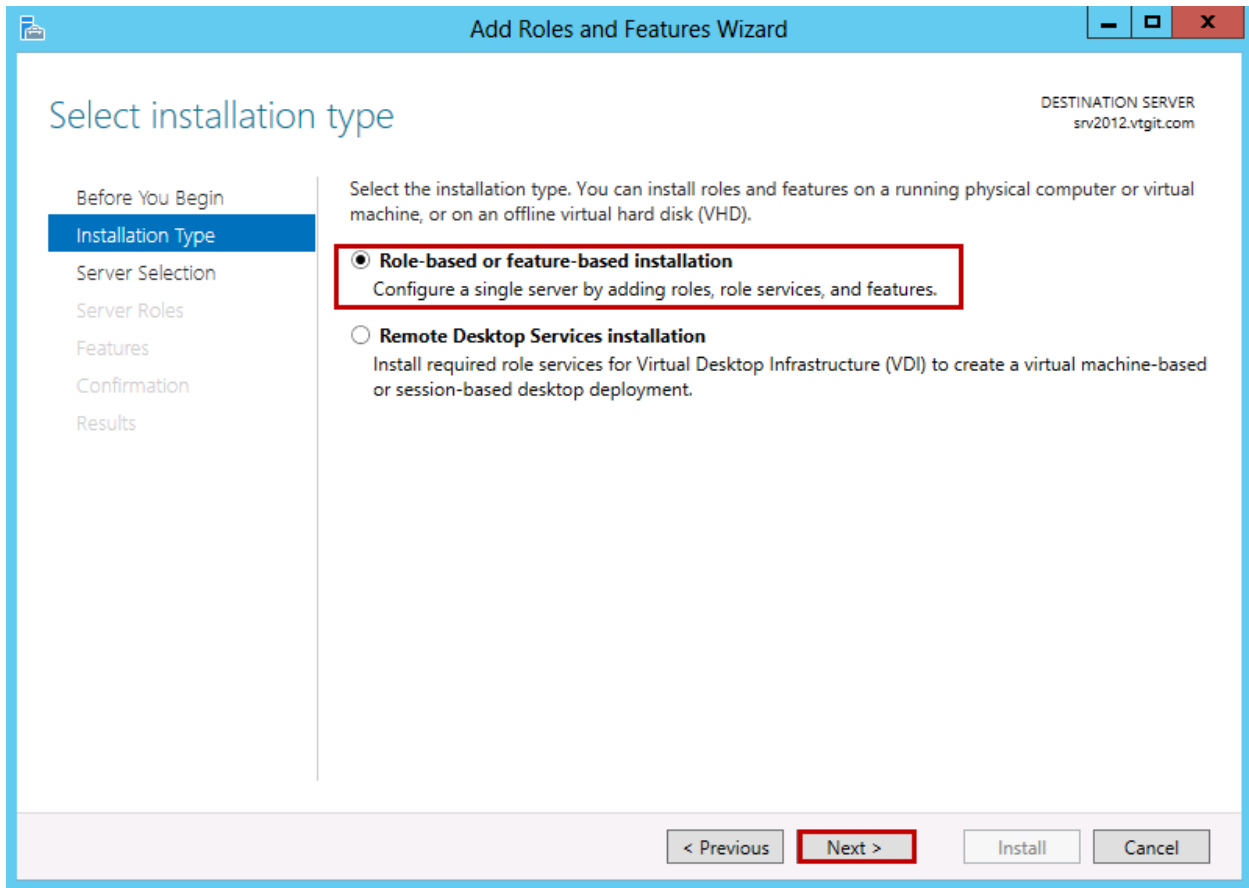 Add Roles and Features Wizard
Select installation type
DESTINATION SERVER
srv2012.vtgit.com
Before You Begin
Installation Type
Server Selection
Server Roles
Features
Confirmation
Results
Select the installation type. You can install roles and features on a running physical computer or virtual
machine, or on an offline virtual hard disk (VHD).
Role-based or feature-based installation
Configure a single server by adding roles, role services, and features.
Remote Desktop Services installation
Install required role services for Virtual Desktop Infrastructure (VDI) to create a virtual machine-based
or session-based desktop deployment.
< Previous Next > Install Cancel